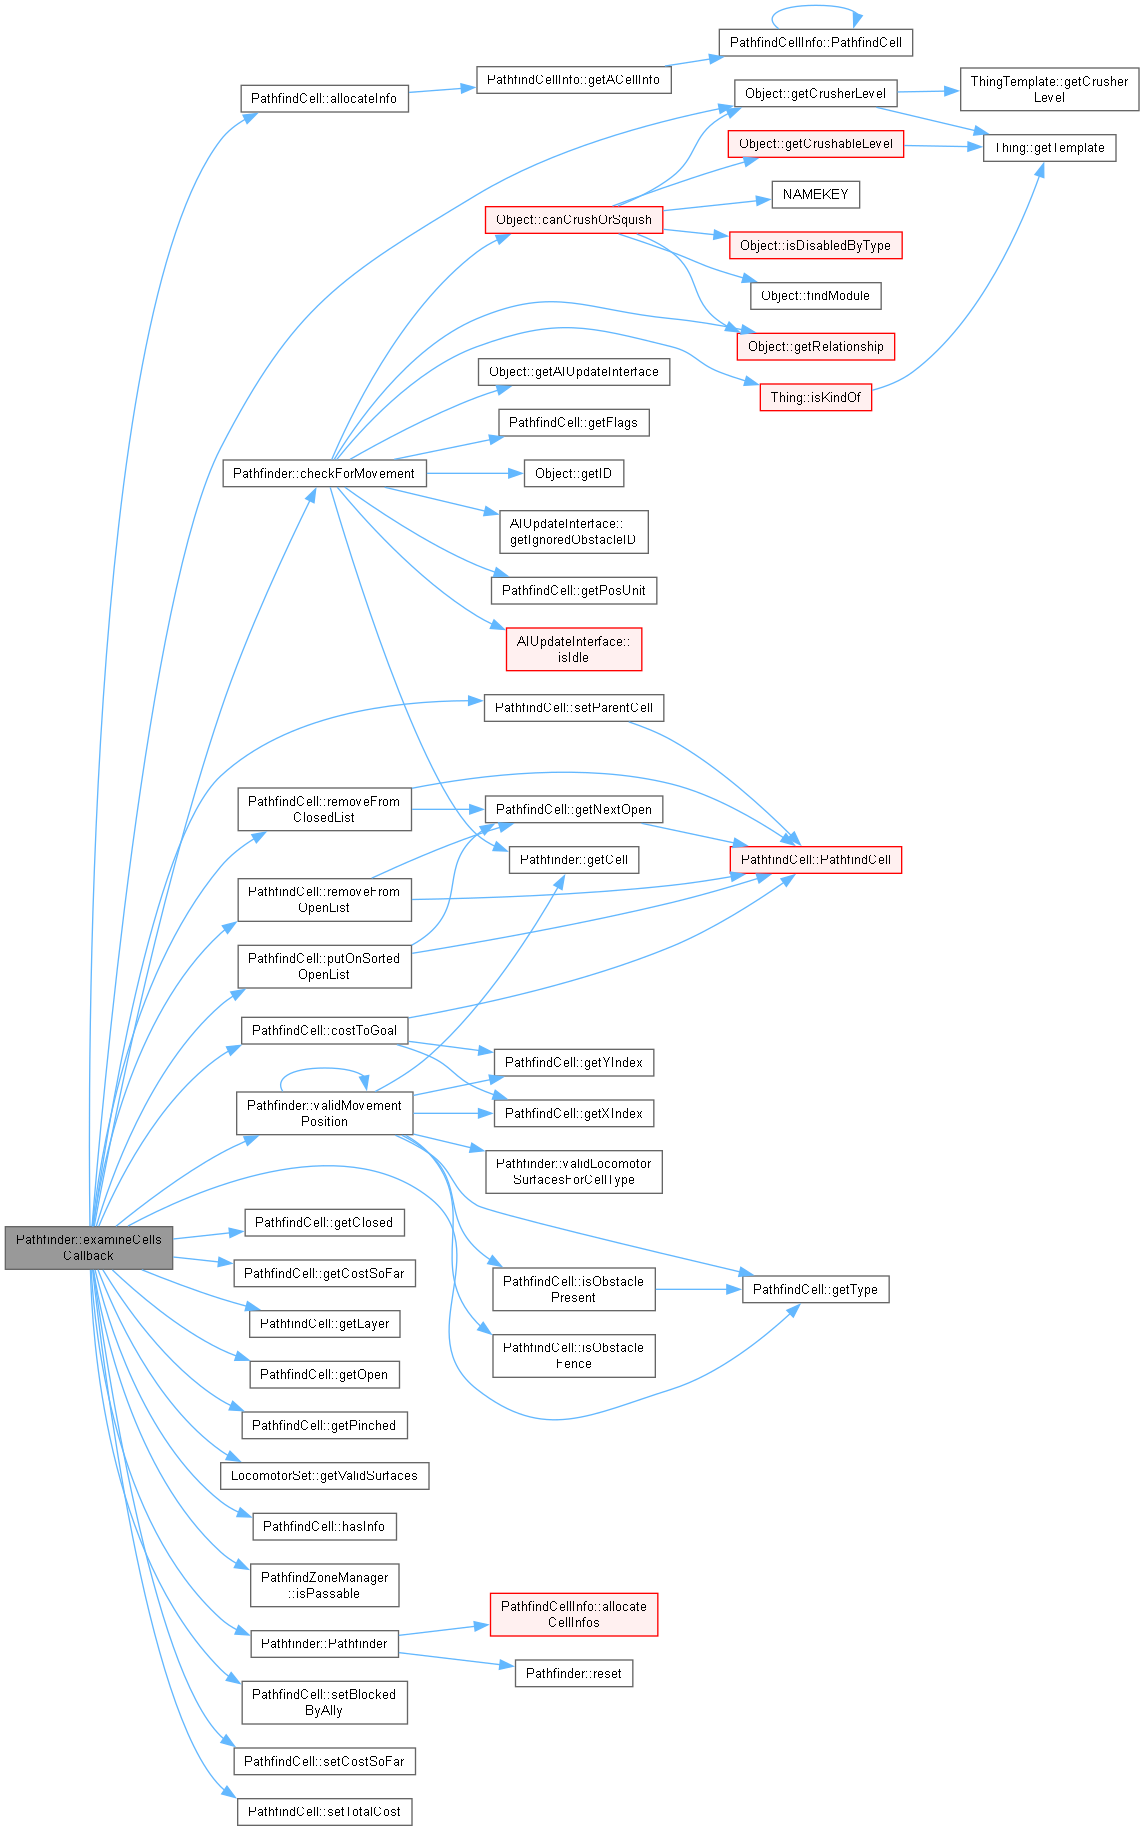 PathfindCellInfo::PathfindCell
PathfindCellInfo::getACellInfo
PathfindCell::allocateInfo
Object::getCrusherLevel
ThingTemplate::getCrusher
Level
Object::getCrushableLevel
Thing::getTemplate
NAMEKEY
Object::canCrushOrSquish
Object::isDisabledByType
Object::findModule
Object::getRelationship
Object::getAIUpdateInterface
Thing::isKindOf
PathfindCell::getFlags
Pathfinder::checkForMovement
Object::getID
AIUpdateInterface::
getIgnoredObstacleID
PathfindCell::getPosUnit
AIUpdateInterface::
isIdle
PathfindCell::setParentCell
PathfindCell::removeFrom
ClosedList
PathfindCell::getNextOpen
Pathfinder::getCell
PathfindCell::PathfindCell
PathfindCell::removeFrom
OpenList
PathfindCell::putOnSorted
OpenList
PathfindCell::costToGoal
PathfindCell::getYIndex
Pathfinder::validMovement
Position
PathfindCell::getXIndex
Pathfinder::validLocomotor
SurfacesForCellType
PathfindCell::getClosed
Pathfinder::examineCells
Callback
PathfindCell::getCostSoFar
PathfindCell::isObstacle
Present
PathfindCell::getType
PathfindCell::getLayer
PathfindCell::isObstacle
Fence
PathfindCell::getOpen
PathfindCell::getPinched
LocomotorSet::getValidSurfaces
PathfindCell::hasInfo
PathfindZoneManager
::isPassable
PathfindCellInfo::allocate
CellInfos
Pathfinder::Pathfinder
Pathfinder::reset
PathfindCell::setBlocked
ByAlly
PathfindCell::setCostSoFar
PathfindCell::setTotalCost